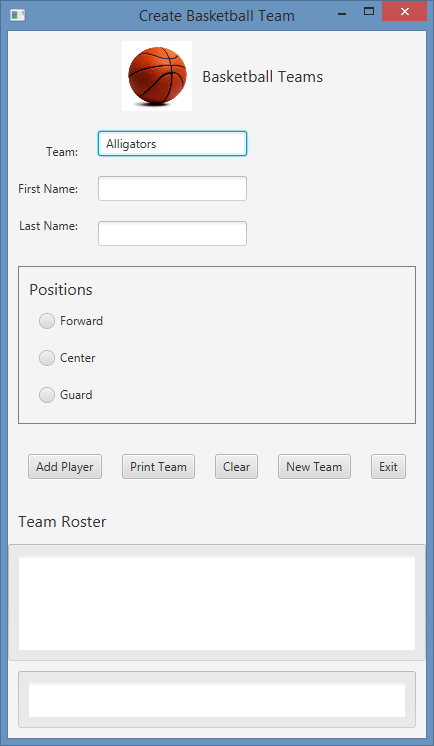 Create Basketball Team
Basketball Teams
Team: Alligators
First Name:
Last Name:
Positions
Forward
Center
Guard
Add Player Print Team Clear New Team Exit
Team Roster